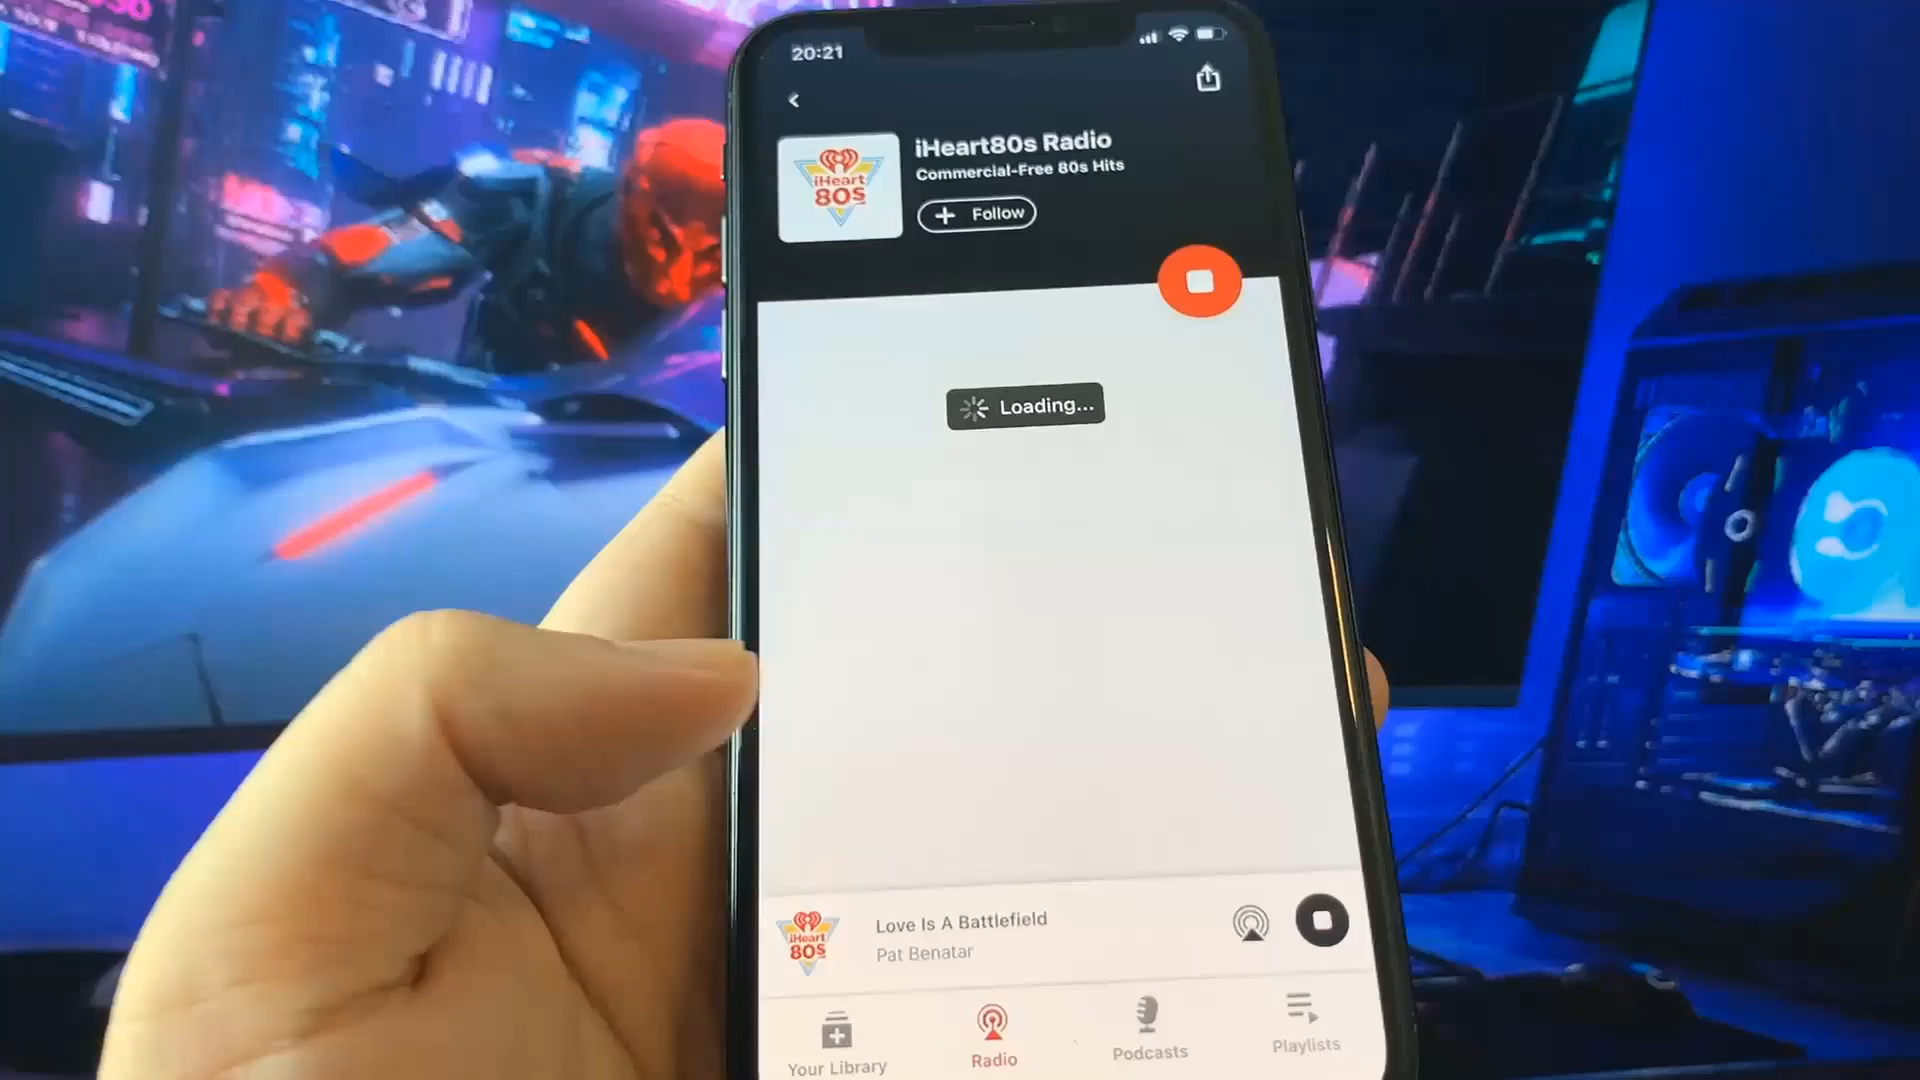 20:21
iHeart80s Radio
Commercial-Free 80s Hits
iHeart
80s
+ Follow
Loading...
iHeart
80s
Love Is A Battlefield
Pat Benatar
Your Library
Radio
Podcasts
Playlists